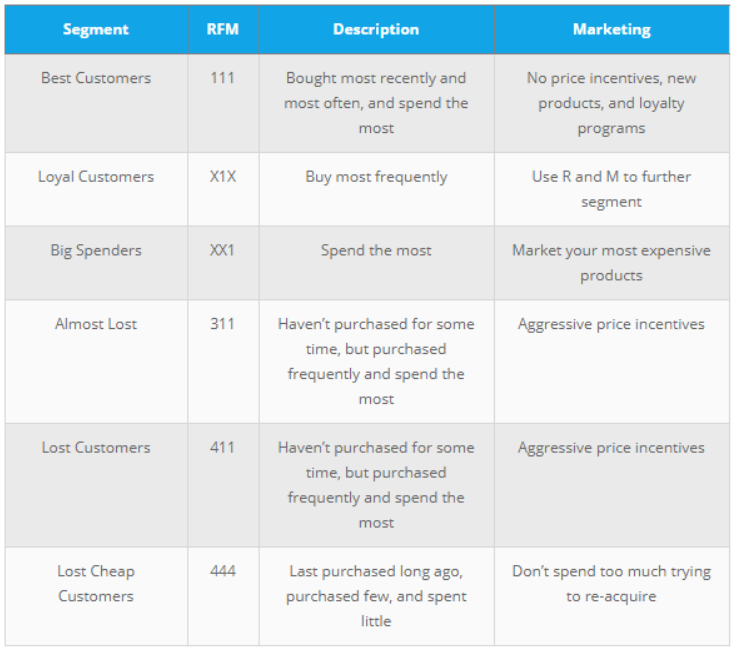 Segment RFM Description Marketing
Best Customers 111 Bought most recently and No price incentives, new
most often, and spend the products, and loyalty
most programs
Loyal Customers X1X Buy most frequently Use R and M to further
segment
Big Spenders XX1 Spend the most Market your most expensive
products
Almost Lost 311 Haven’t purchased for some Aggressive price incentives
time, but purchased
frequently and spend the
most
Lost Customers 411 Haven’t purchased for some Aggressive price incentives
time, but purchased
frequently and spend the
most
Lost Cheap 444 Last purchased long ago, Don’t spend too much trying
Customers purchased few, and spent to re-acquire
little